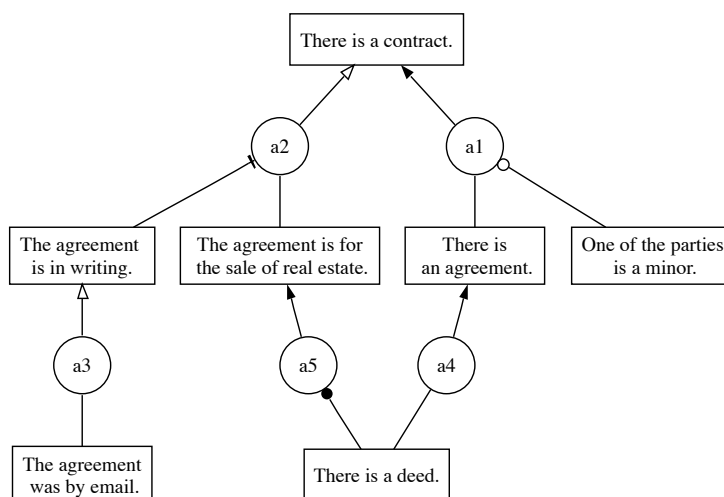 There is a contract.
a2
a1
The agreement
is in writing.
The agreement is for
the sale of real estate.
There is
an agreement.
One of the parties
is a minor.
a3
a5
a4
The agreement
was by email.
There is a deed.